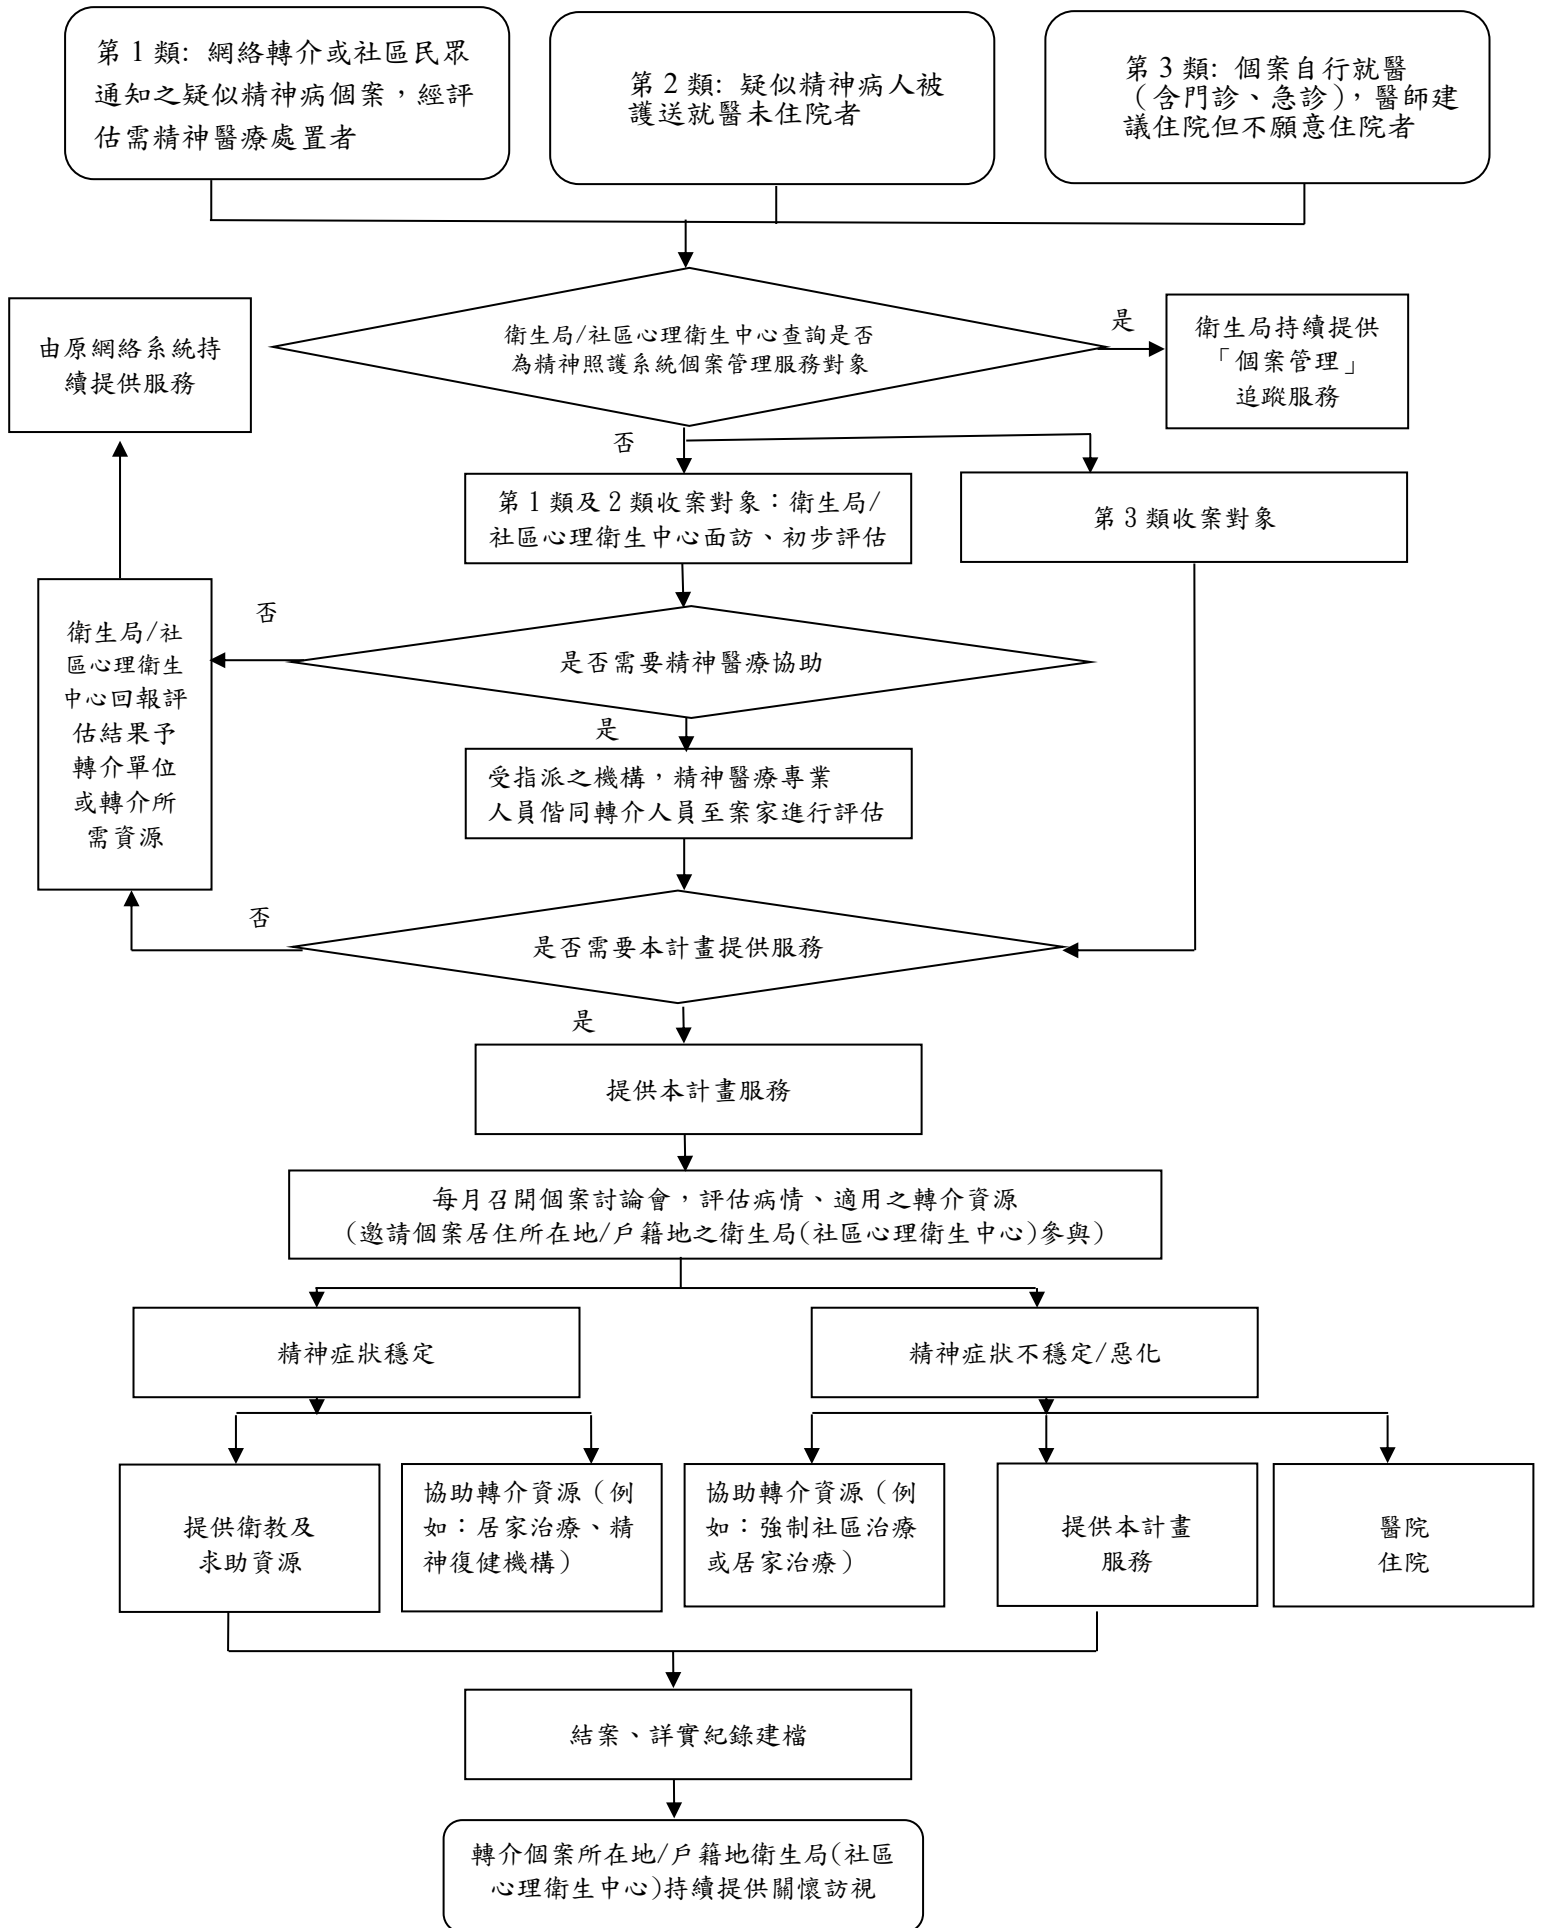 第 1 類: 網絡轉介或社區民眾
通知之疑似精神病個案，經評
估需精神醫療處置者
第 2 類: 疑似精神病人被
護送就醫未住院者
第 3 類: 個案自行就醫
（含門診、急診），醫師建
議住院但不願意住院者
由原網絡系統持
續提供服務
衛生局/社區心理衛生中心查詢是否
為精神照護系統個案管理服務對象
是
衛生局持續提供
「個案管理」
追蹤服務
否
第 1 類及 2 類收案對象：衛生局/
社區心理衛生中心面訪、初步評估
第 3 類收案對象
衛生局/社
區心理衛生
中心回報評
估結果予
轉介單位
或轉介所
需資源
否
是否需要精神醫療協助
是
受指派之機構，精神醫療專業
人員偕同轉介人員至案家進行評估
否
是否需要本計畫提供服務
是
提供本計畫服務
每月召開個案討論會，評估病情、適用之轉介資源
（邀請個案居住所在地/戶籍地之衛生局(社區心理衛生中心)參與）
精神症狀穩定
精神症狀不穩定/惡化
提供衛教及
求助資源
協助轉介資源（例
如：居家治療、精
神復健機構）
協助轉介資源（例
如：強制社區治療
或居家治療）
提供本計畫
服務
醫院
住院
結案、詳實紀錄建檔
轉介個案所在地/戶籍地衛生局(社區
心理衛生中心)持續提供關懷訪視